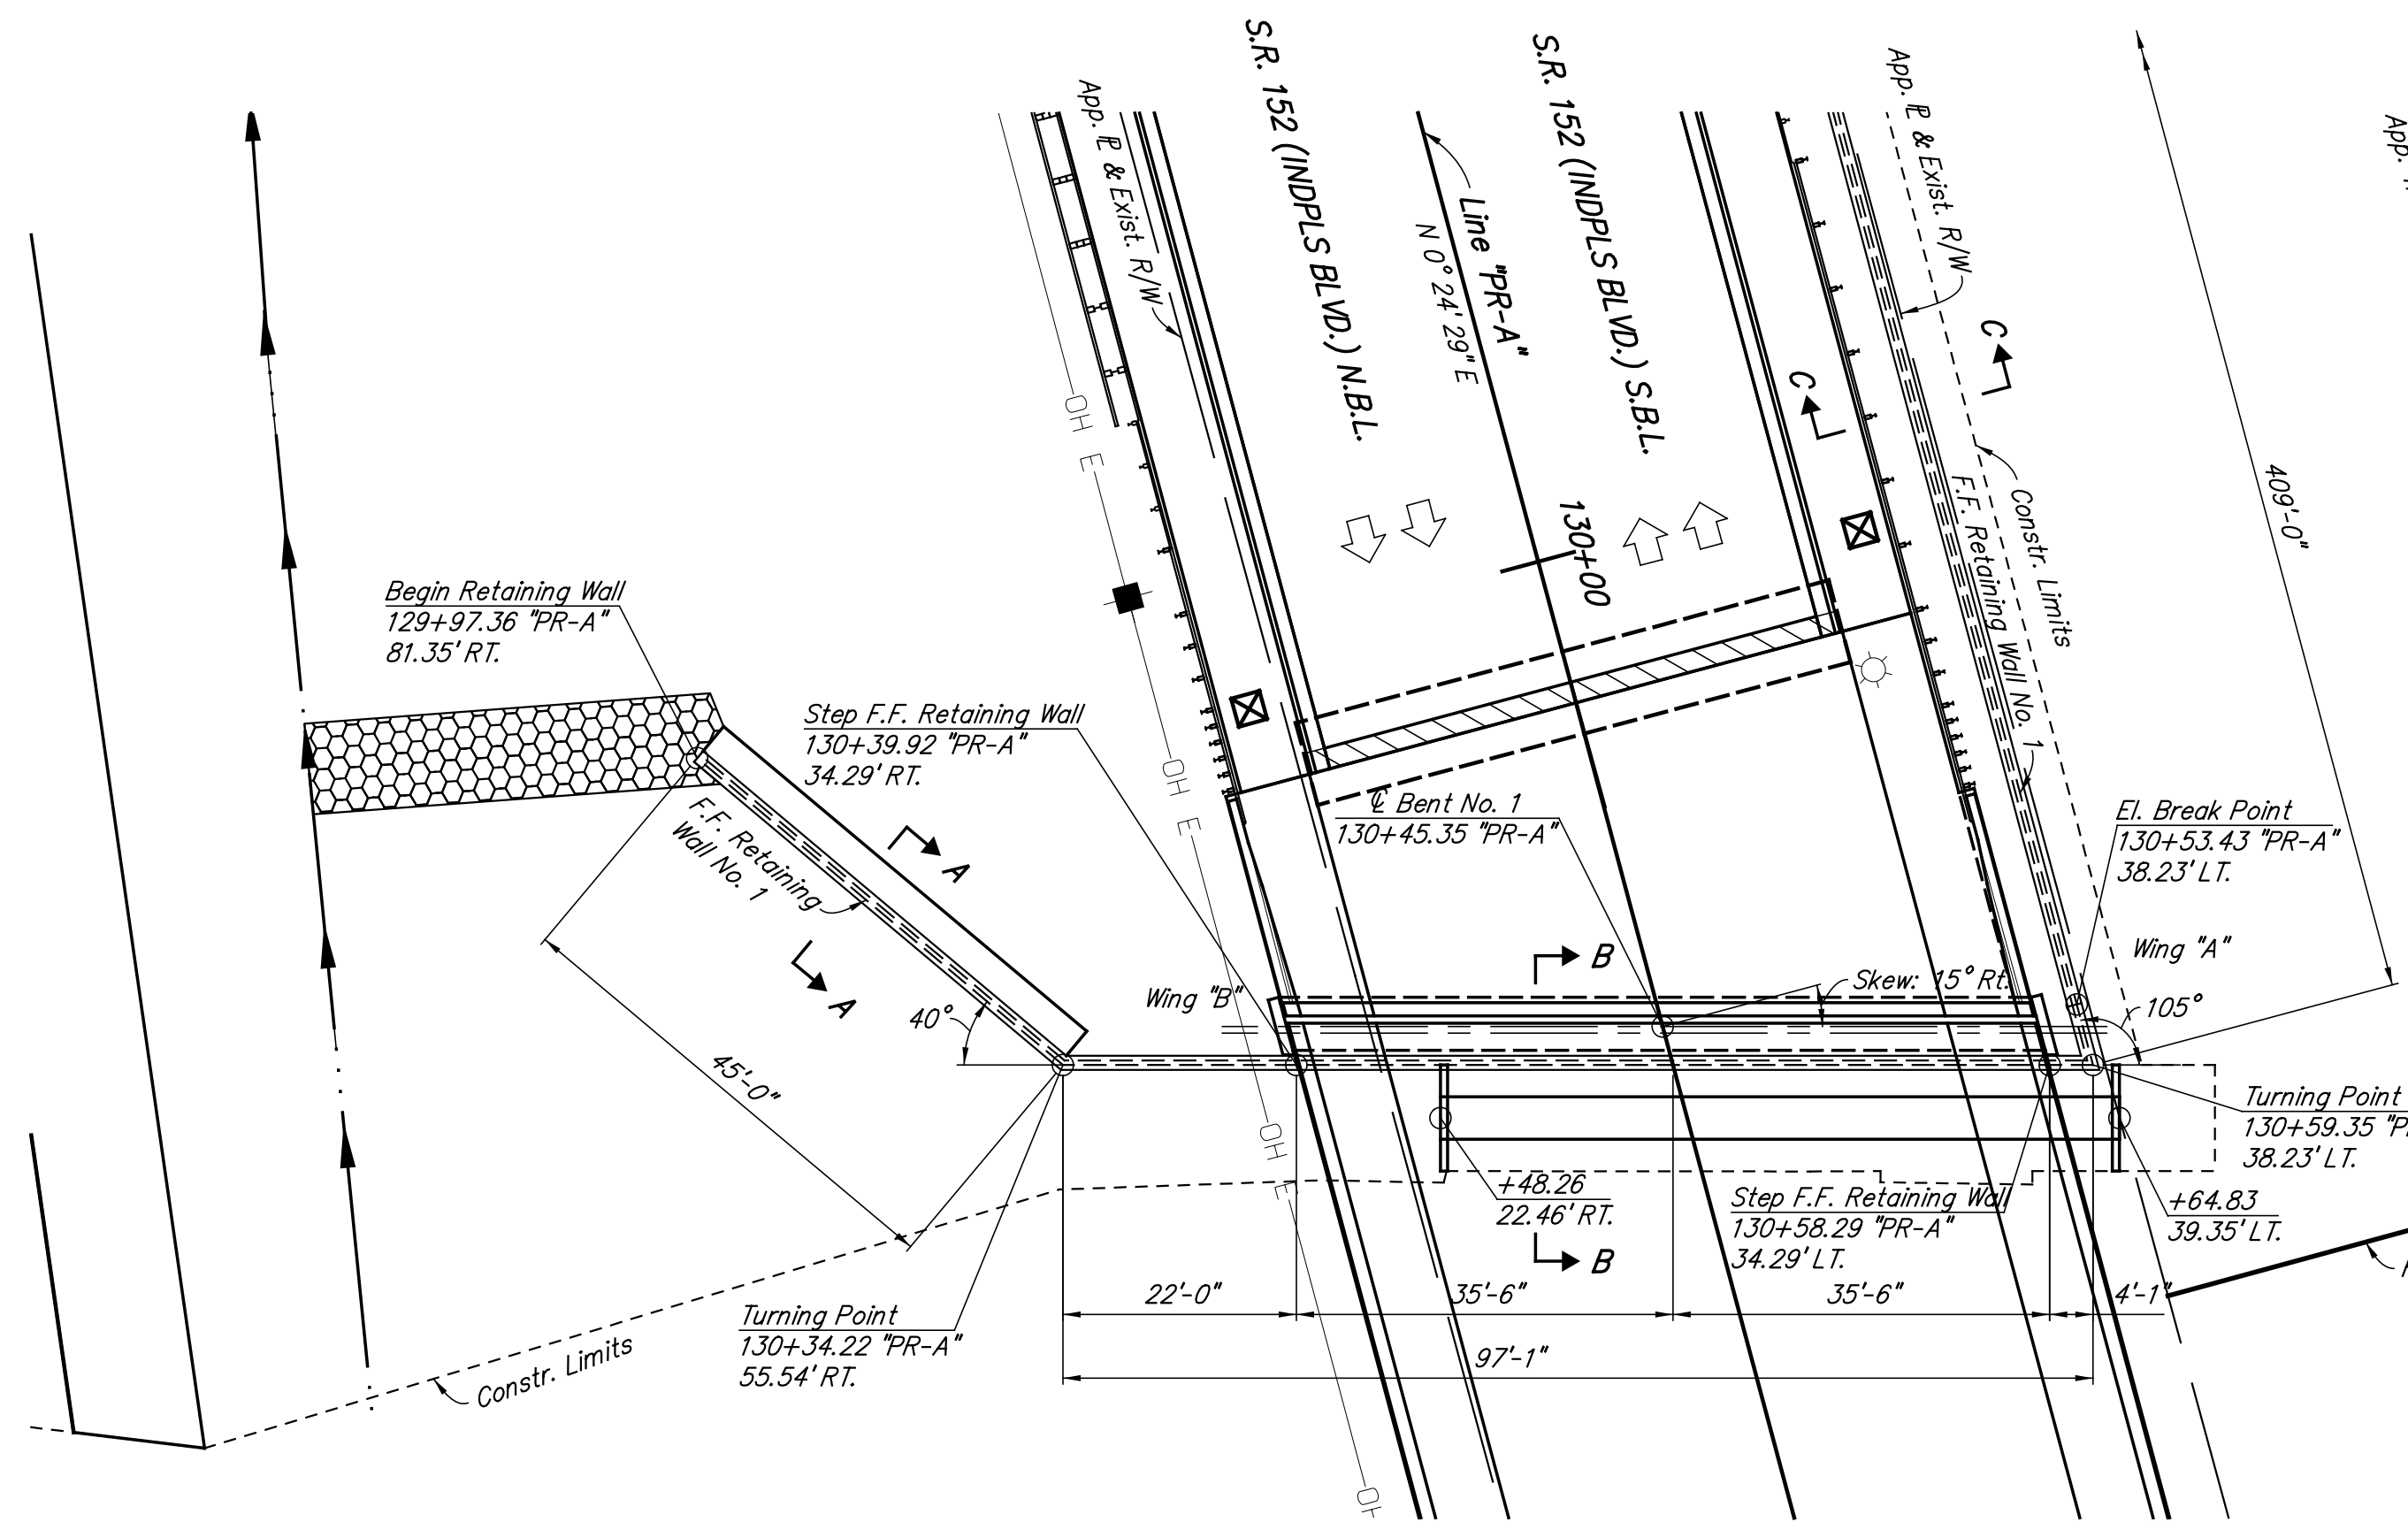 S.R. 152 (INDPLS BLVD.) N.B.L.
S.R. 152 (INDPLS BLVD.) S.B.L.
App. ⅊ & Exist. R/W
Line "PR-A"
N 0° 24' 29" E
App. ⅊ & Exist. R/W
App.
409'-0"
C
C
OH E
130+00
Constr. Limits
F.F. Retaining Wall No. 1
Begin Retaining Wall
129+97.36 "PR-A"
81.35' RT.
Step F.F. Retaining Wall
130+39.92 "PR-A"
34.29' RT.
℄ Bent No. 1
130+45.35 "PR-A"
El. Break Point
130+53.43 "PR-A"
38.23' LT.
OH E
F.F. Retaining
Wall No. 1
A
A
B
Wing "A"
Wing "B"
Skew: 15° Rt.
105°
40°
45'-0"
OH E
Turning Point
130+59.35 "P
38.23' LT.
+48.26
22.46' RT.
Step F.F. Retaining Wall
130+58.29 "PR-A"
34.29' LT.
+64.83
39.35' LT.
B
22'-0"
35'-6"
35'-6"
4'-1"
97'-1"
Turning Point
130+34.22 "PR-A"
55.54' RT.
Constr. Limits
OH